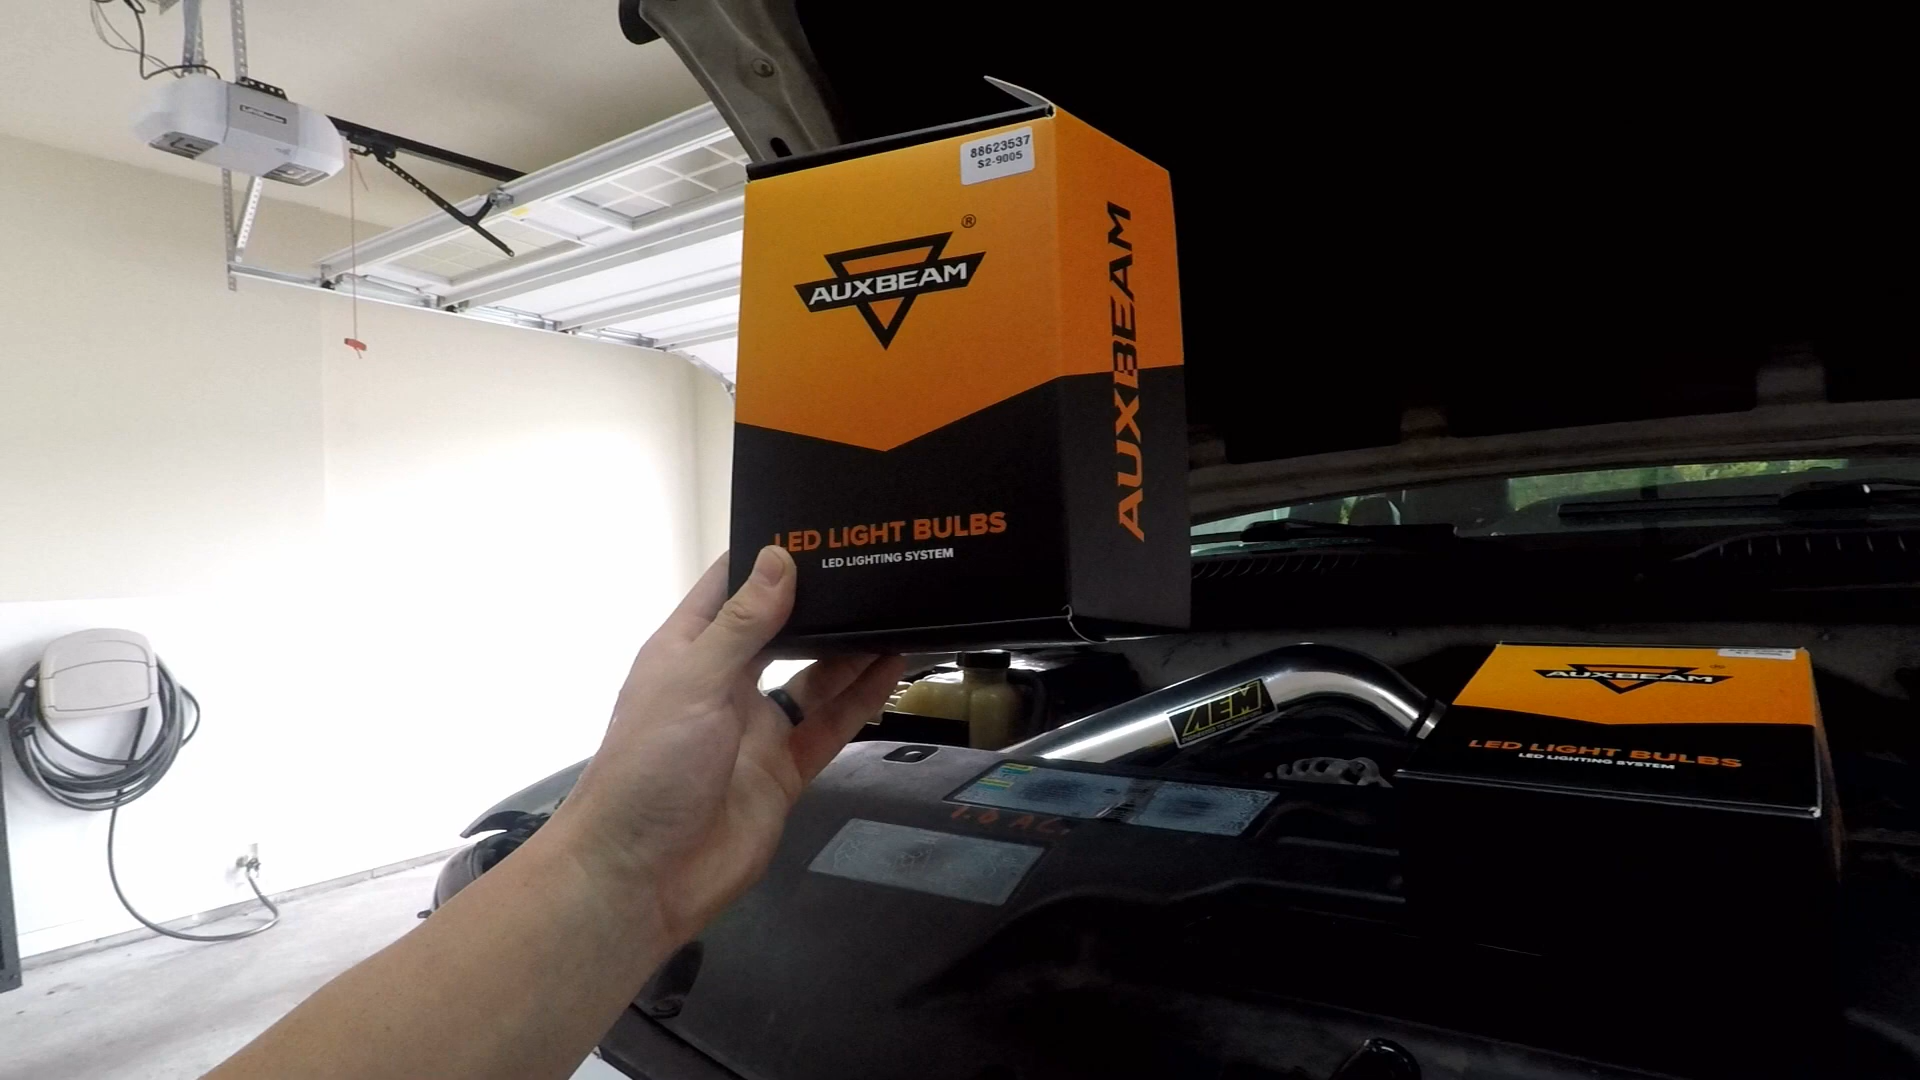 88623537
S2-9005
®
AUXBEAM
AUXBEAM
LED LIGHT BULBS
LED LIGHTING SYSTEM
AEM
AUXBEAM
LED LIGHT BULBS
LED LIGHTING SYSTEM